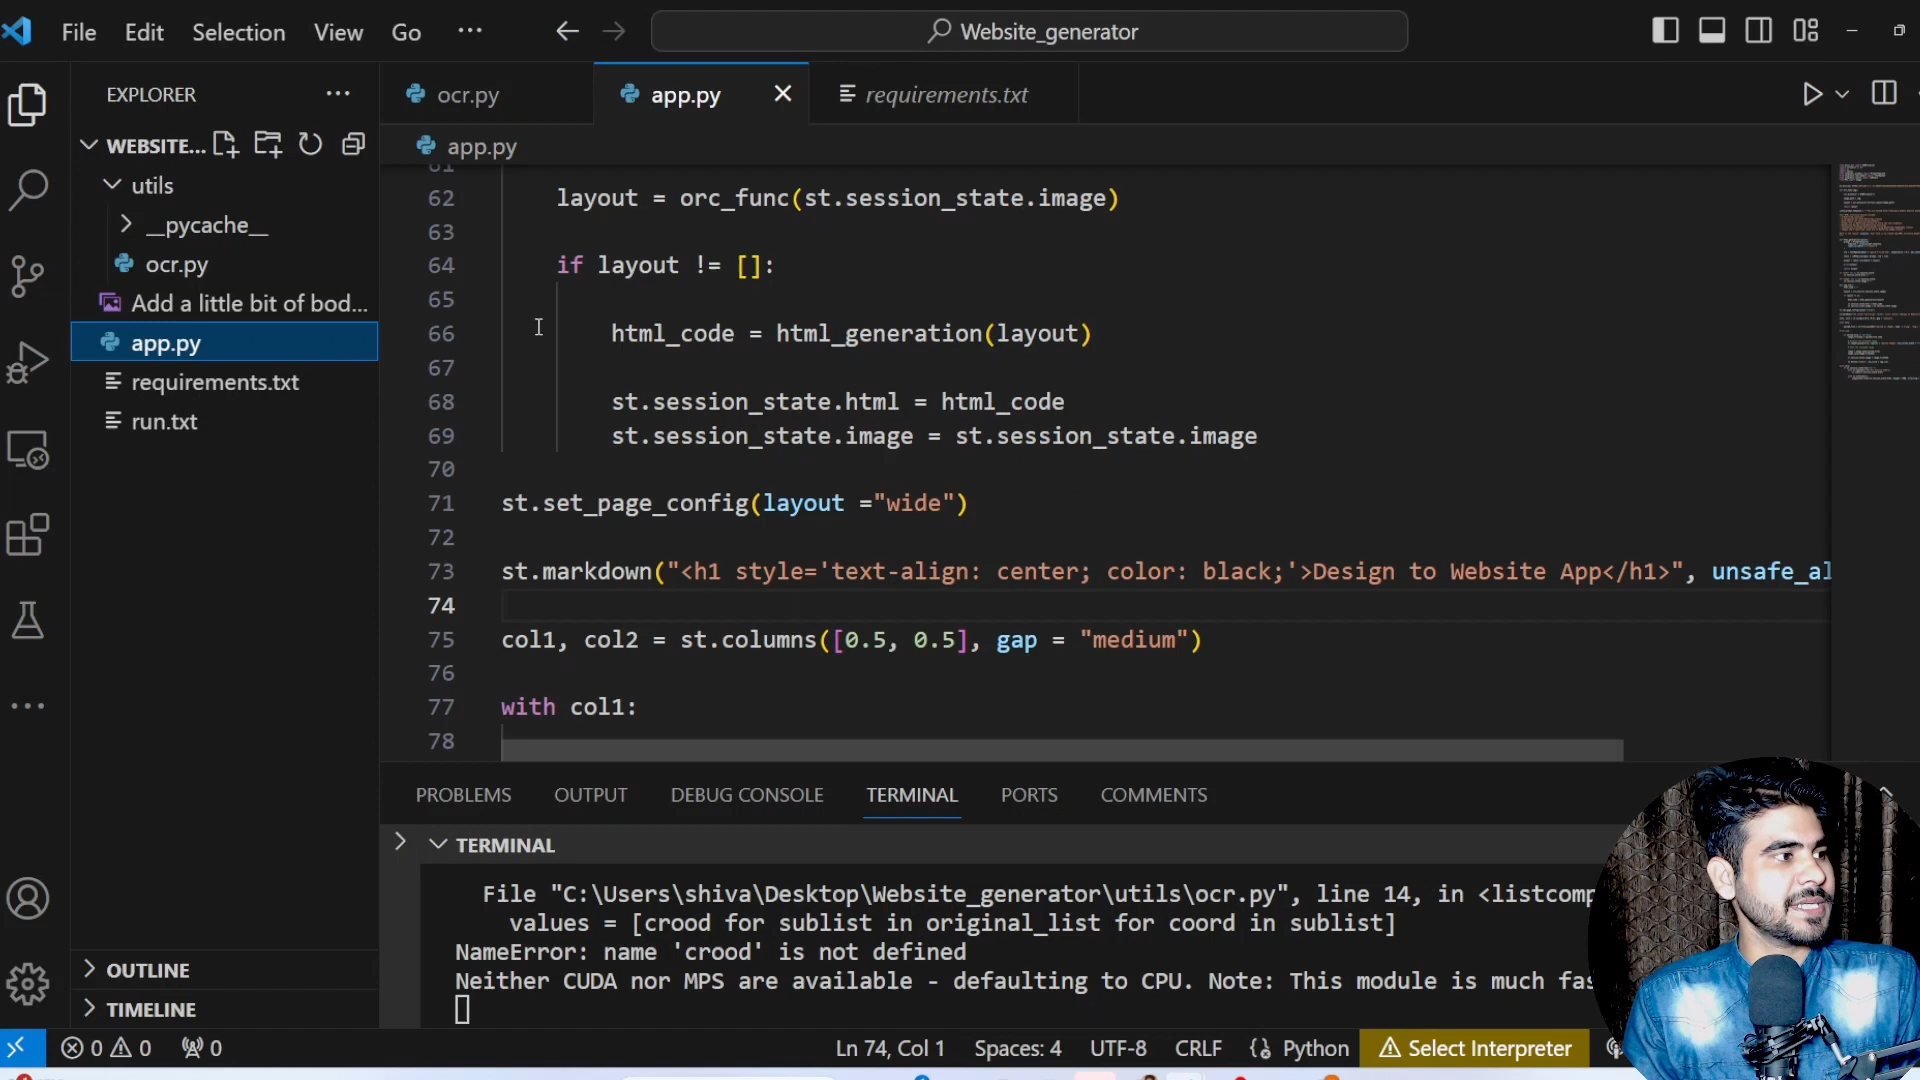 File Edit Selection View Go ··· Website_generator
EXPLORER ···
WEBSITE...
utils
__pycache__
ocr.py
Add a little bit of bod...
app.py
requirements.txt
run.txt
OUTLINE
TIMELINE
ocr.py app.py requirements.txt
app.py
61
62 layout = orc_func(st.session_state.image)
63
64 if layout != []:
65
66 html_code = html_generation(layout)
67
68 st.session_state.html = html_code
69 st.session_state.image = st.session_state.image
70
71 st.set_page_config(layout ="wide")
72
73 st.markdown("<h1 style='text-align: center; color: black;'>Design to Website App</h1>", unsafe_al
74
75 col1, col2 = st.columns([0.5, 0.5], gap = "medium")
76
77 with col1:
78
PROBLEMS OUTPUT DEBUG CONSOLE TERMINAL PORTS COMMENTS
TERMINAL
File "C:\Users\shiva\Desktop\Website_generator\utils\ocr.py", line 14, in <listcomp
values = [crood for sublist in original_list for coord in sublist]
NameError: name 'crood' is not defined
Neither CUDA nor MPS are available - defaulting to CPU. Note: This module is much fas
0 0 0 Ln 74, Col 1 Spaces: 4 UTF-8 CRLF Python Select Interpreter